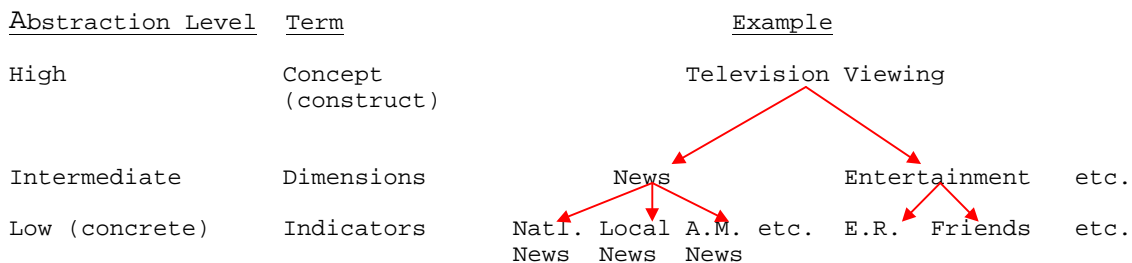 Abstraction Level Term Example
High Concept Television Viewing
(construct)
Intermediate Dimensions News Entertainment etc.
Low (concrete) Indicators Natl. Local A.M. etc. E.R. Friends etc.
News News News